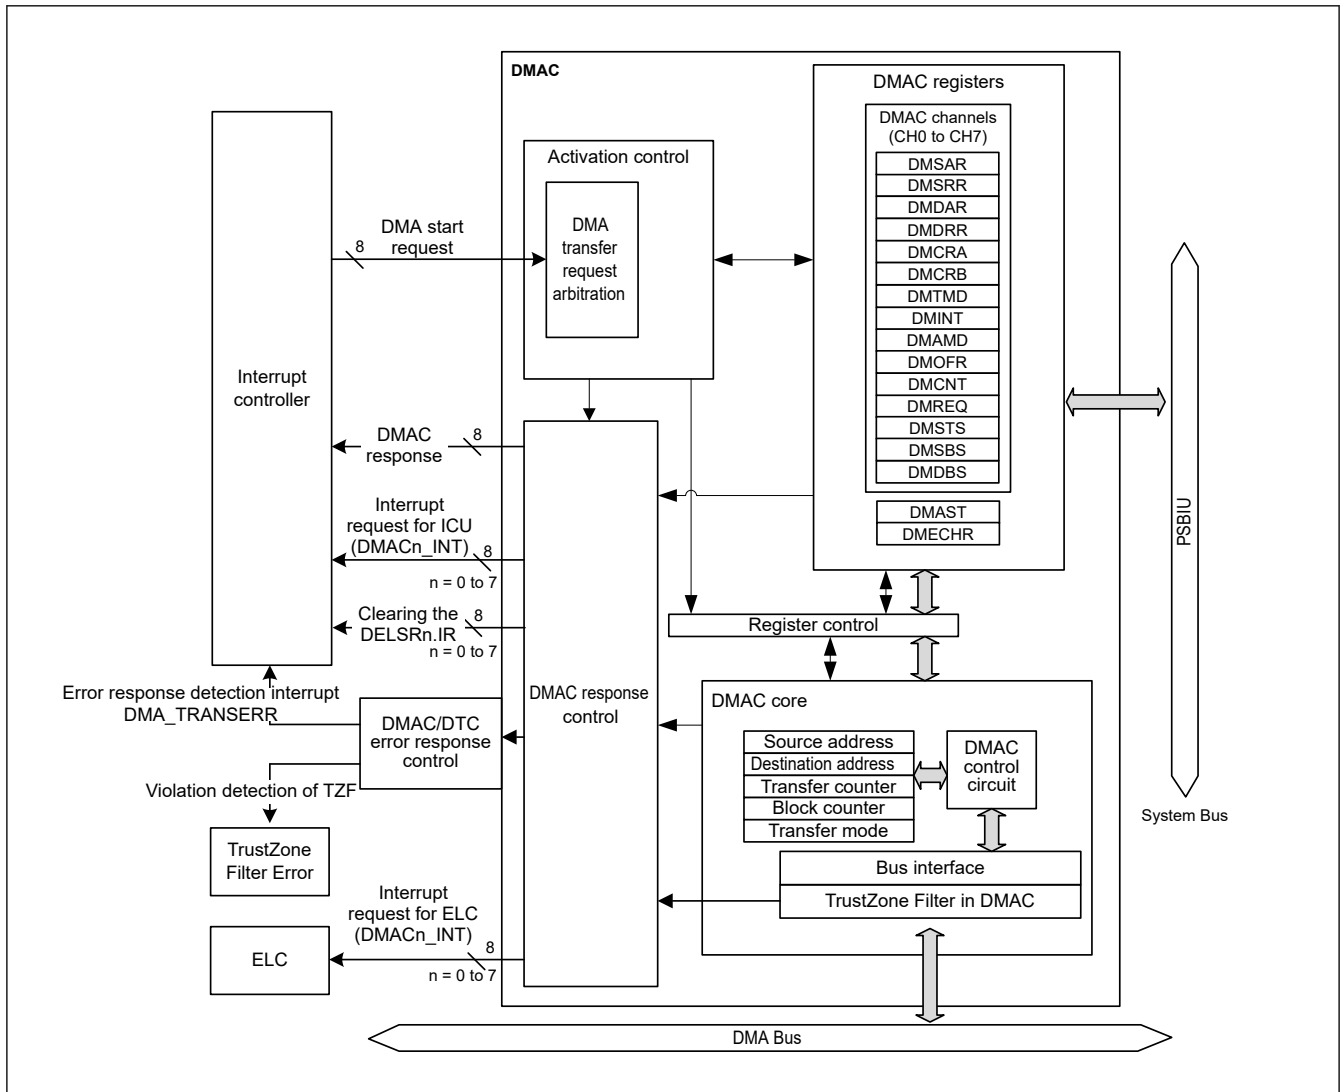 DMAC
DMAC registers
DMAC channels
(CH0 to CH7)
DMSAR
DMSRR
DMDAR
DMDRR
DMCRA
DMCRB
DMTMD
DMINT
DMAMD
DMOFR
DMCNT
DMREQ
DMSTS
DMSBS
DMDBS
DMAST
DMECHR
Activation control
DMA
transfer
request
arbitration
DMA start
request
8
Interrupt
controller
DMAC
response
8
Interrupt
request for ICU
(DMACn_INT)
8
n = 0 to 7
Clearing the
DELSRn.IR
8
n = 0 to 7
Error response detection interrupt
DMA_TRANSERR
DMAC/DTC
error response
control
Violation detection of TZF
TrustZone
Filter Error
Interrupt
request for ELC
(DMACn_INT)
8
n = 0 to 7
ELC
DMAC response
control
Register control
DMAC core
Source address
Destination address
Transfer counter
Block counter
Transfer mode
DMAC
control
circuit
Bus interface
TrustZone Filter in DMAC
PSBIU
System Bus
DMA Bus